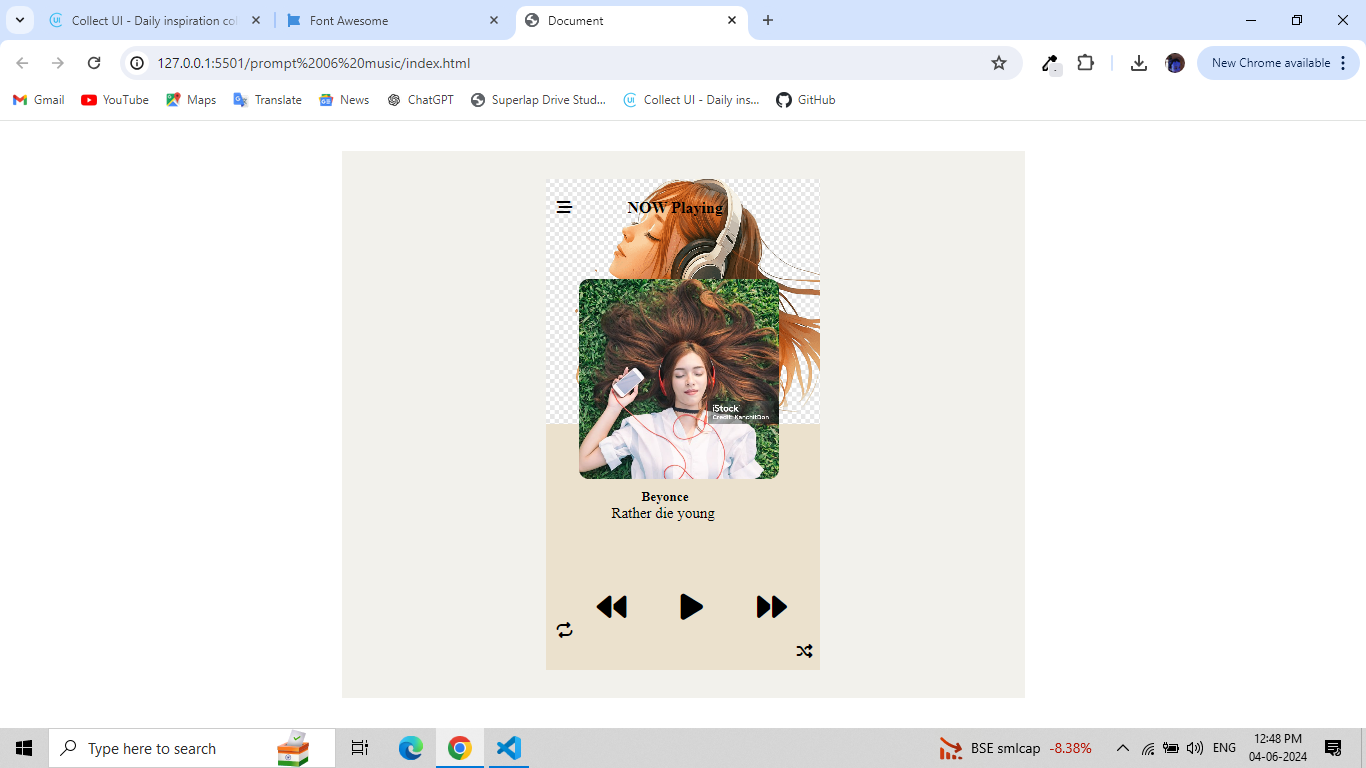 Collect UI - Daily inspiration col
Font Awesome
Document
127.0.0.1:5501/prompt%2006%20music/index.html
New Chrome available
Gmail
YouTube
Maps
Translate
News
ChatGPT
Superlap Drive Stud...
Collect UI - Daily ins...
GitHub
NOW Playing
iStock
Credit: KanchitDon
Beyonce
Rather die young
Type here to search
BSE smlcap -8.38%
ENG
12:48 PM
04-06-2024